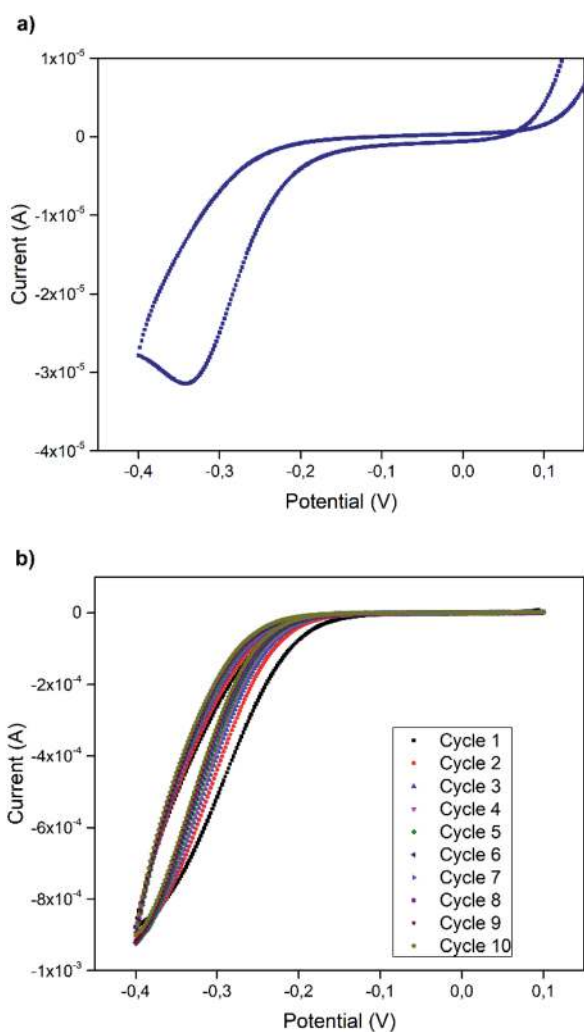 a)
1x10⁻⁵
0
-1x10⁻⁵
-2x10⁻⁵
-3x10⁻⁵
-4x10⁻⁵
Current (A)
-0,4 -0,3 -0,2 -0,1 0,0 0,1
Potential (V)
b)
0
-2x10⁻⁴
-4x10⁻⁴
-6x10⁻⁴
-8x10⁻⁴
-1x10⁻³
Current (A)
Cycle 1
Cycle 2
Cycle 3
Cycle 4
Cycle 5
Cycle 6
Cycle 7
Cycle 8
Cycle 9
Cycle 10
-0,4 -0,3 -0,2 -0,1 0,0 0,1
Potential (V)